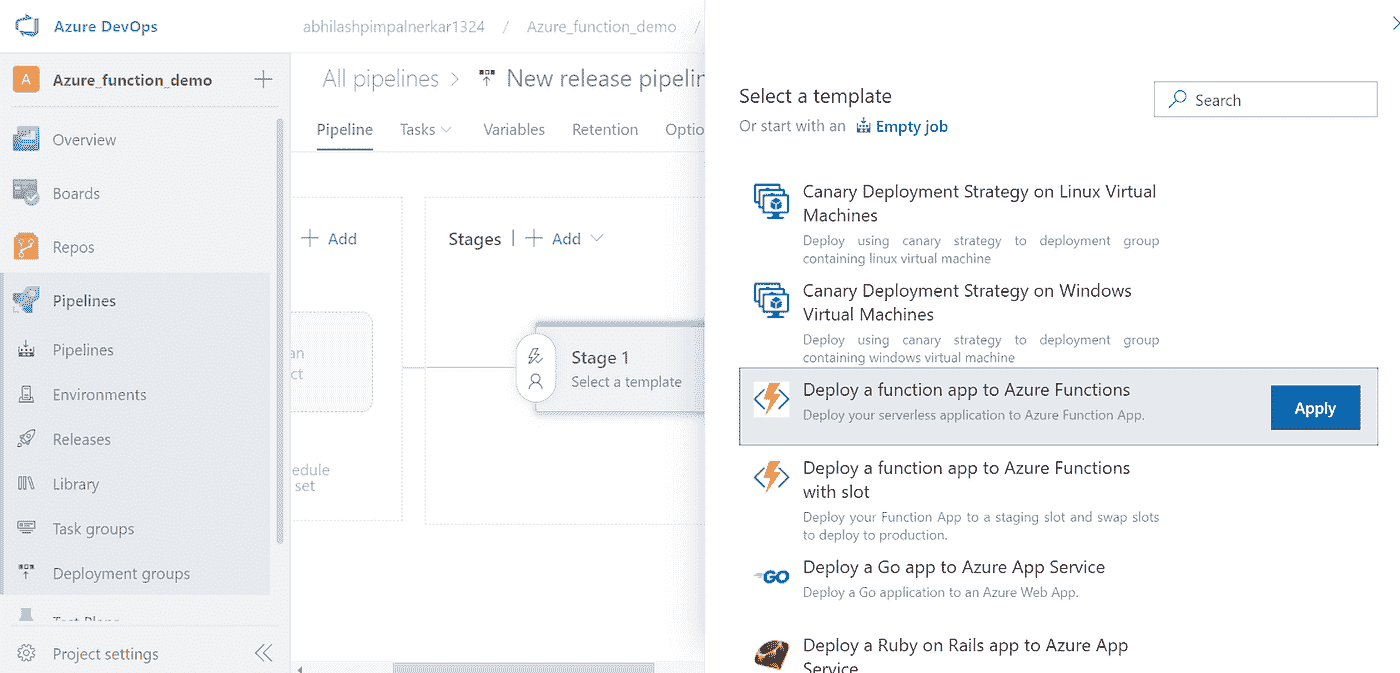 Azure DevOps
abhilashpimpalnerkar1324 / Azure_function_demo /
A Azure_function_demo
Overview
Boards
Repos
Pipelines
Pipelines
Environments
Releases
Library
Task groups
Deployment groups
Test Plans
Project settings
All pipelines > New release pipelin
Pipeline Tasks Variables Retention Optio
Add
Stages | Add
an
ct
edule
set
Stage 1
Select a template
Select a template
Or start with an Empty job
Search
Canary Deployment Strategy on Linux Virtual
Machines
Deploy using canary strategy to deployment group
containing linux virtual machine
Canary Deployment Strategy on Windows
Virtual Machines
Deploy using canary strategy to deployment group
containing windows virtual machine
Deploy a function app to Azure Functions
Deploy your serverless application to Azure Function App.
Apply
Deploy a function app to Azure Functions
with slot
Deploy your Function App to a staging slot and swap slots
to deploy to production.
GO
Deploy a Go app to Azure App Service
Deploy a Go application to an Azure Web App.
Deploy a Ruby on Rails app to Azure App
Service